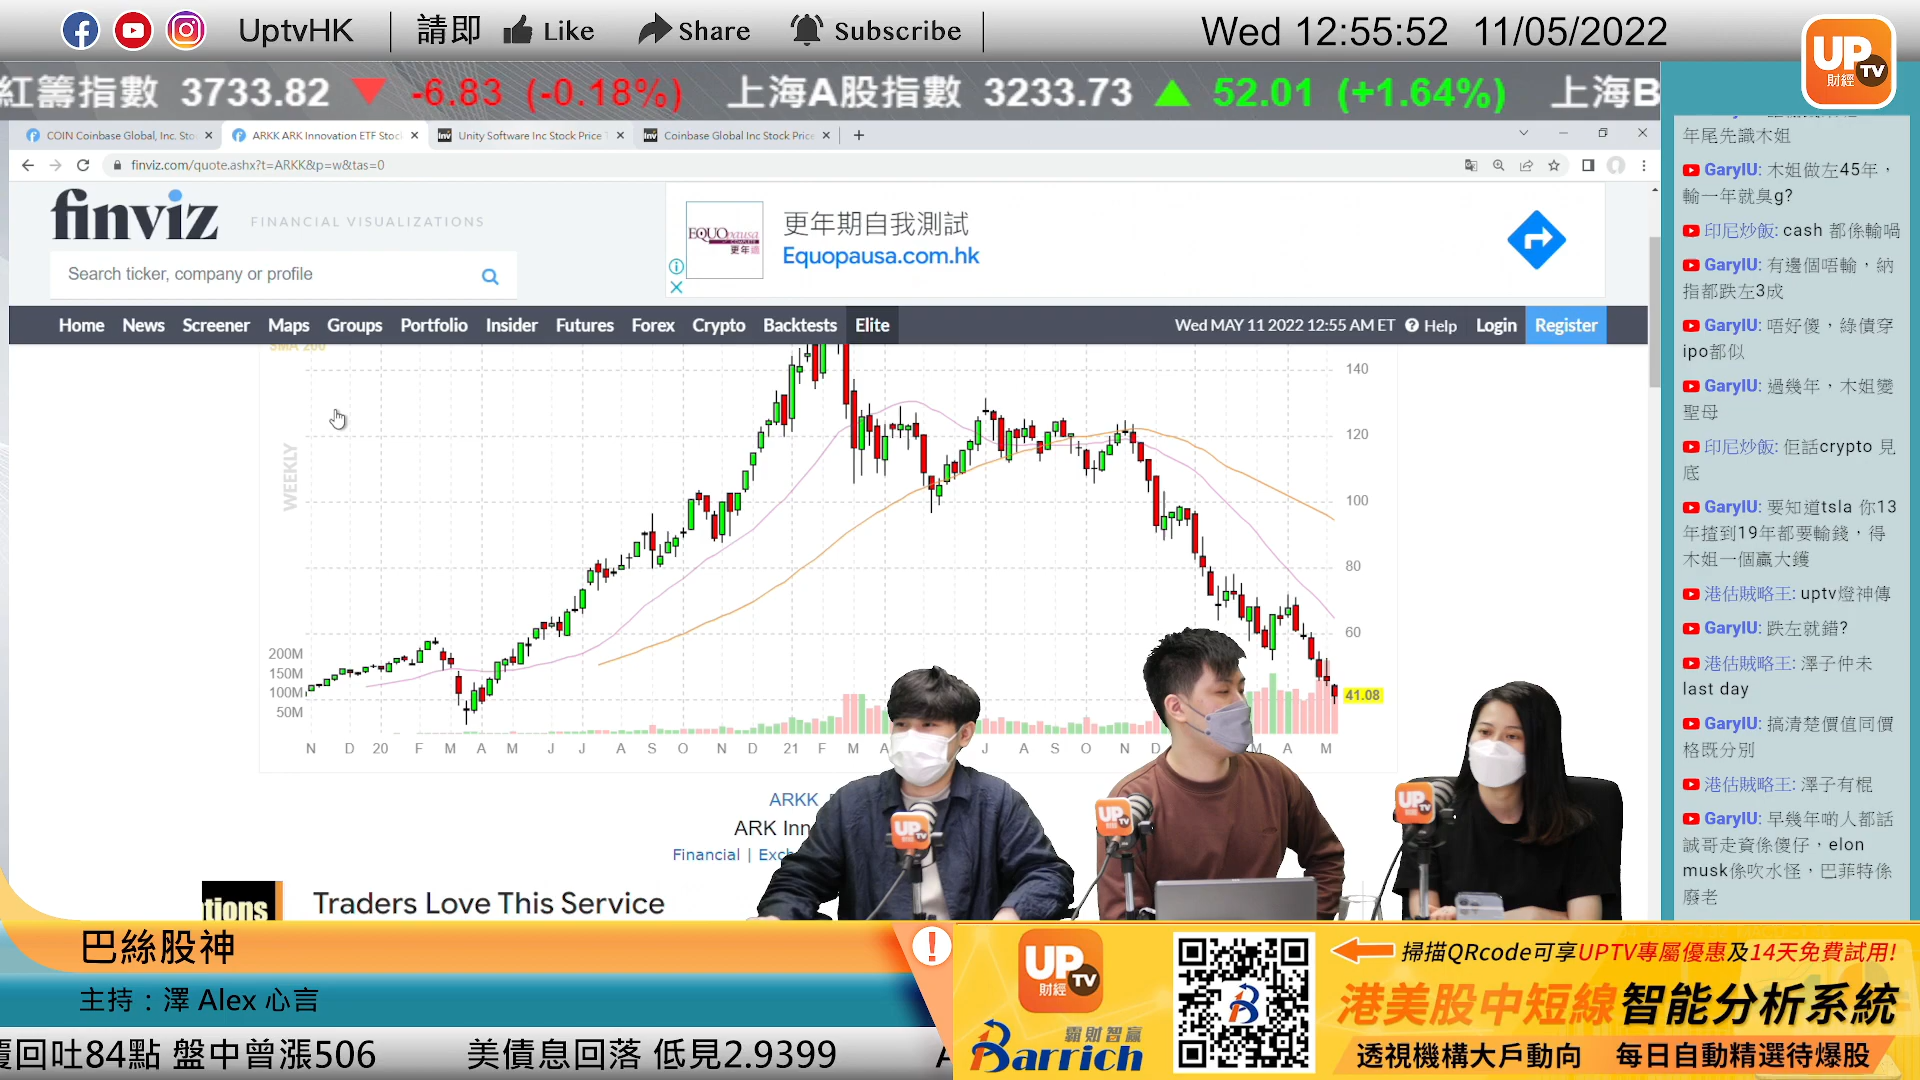 UptvHK
請即 Like Share Subscribe
Wed 12:55:52 11/05/2022
UP TV 財經
紅籌指數 3733.82 -6.83 (-0.18%) 上海A股指數 3233.73 52.01 (+1.64%) 上海B
COIN Coinbase Global, Inc. Sto
ARKK ARK Innovation ETF Stoc
Unity Software Inc Stock Price
Coinbase Global Inc Stock Price
finviz.com/quote.ashx?t=ARKK&p=w&tas=0
finviz
FINANCIAL VISUALIZATIONS
Search ticker, company or profile
EQUOpausa
更年期自我測試
Equopausa.com.hk
Home News Screener Maps Groups Portfolio Insider Futures Forex Crypto Backtests Elite
Wed MAY 11 2022 12:55 AM ET Help Login Register
SMA 200
WEEKLY
140
120
100
80
60
41.08
200M
150M
100M
50M
N D 20 F M A M J J A S O N D 21 F M A J A S O N D M A M
ARKK
ARK Inn
Financial | Exch
tions
Traders Love This Service
年尾先識木姐
GaryIU: 木姐做左45年，
輸一年就臭g?
印尼炒飯: cash 都係輸喎
GaryIU: 有邊個唔輸，納
指都跌左3成
GaryIU: 唔好傻，綠債穿
ipo都似
GaryIU: 過幾年，木姐變
聖母
印尼炒飯: 佢話crypto 見
底
GaryIU: 要知道tsla 你13
年揸到19年都要輸錢，得
木姐一個贏大鑊
港估賊略王: uptv燈神傳
GaryIU: 跌左就錯?
港估賊略王: 澤子仲未
last day
GaryIU: 搞清楚價值同價
格既分別
港估賊略王: 澤子有棍
GaryIU: 早幾年啲人都話
誠哥走資係傻仔，elon
musk係吹水怪，巴菲特係
廢老
巴絲股神
主持：澤 Alex 心言
回吐84點 盤中曾漲506 美債息回落 低見2.9399
UP TV 財經
霸財智贏
Barrich
掃描QRcode可享UPTV專屬優惠及14天免費試用!
港美股中短線智能分析系統
透視機構大戶動向 每日自動精選待爆股